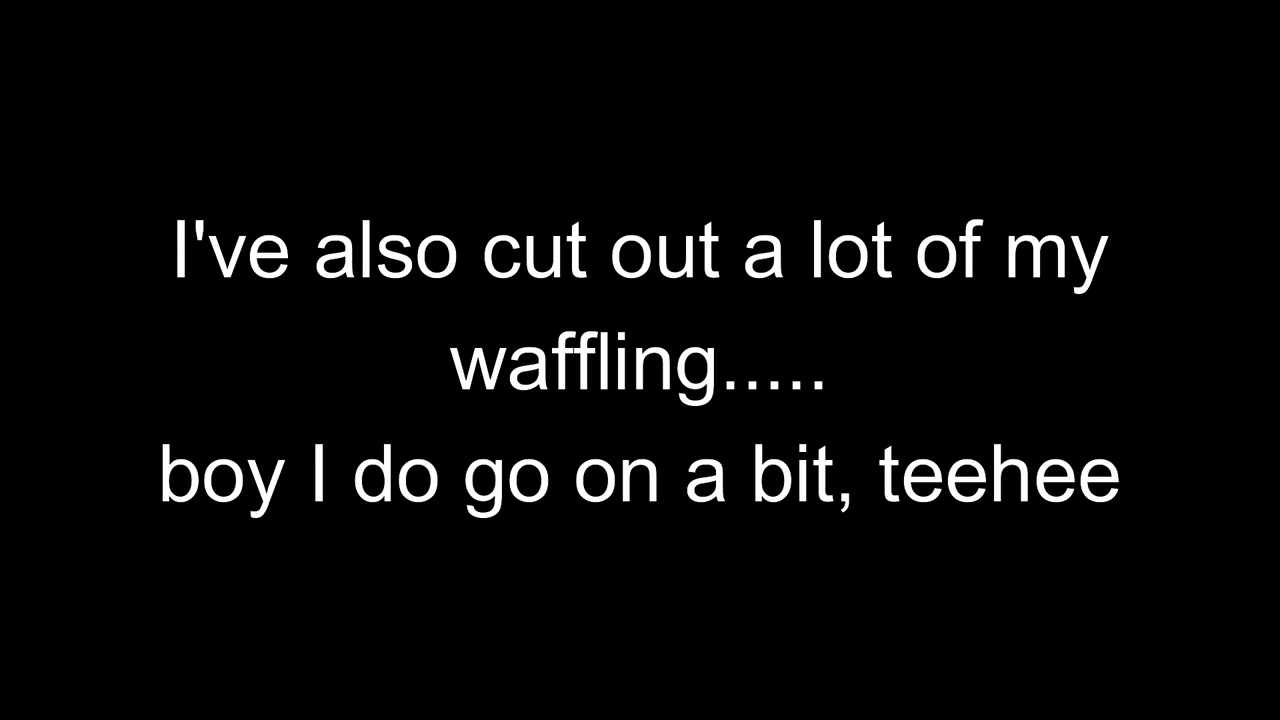 I've also cut out a lot of my
waffling.....
boy I do go on a bit, teehee